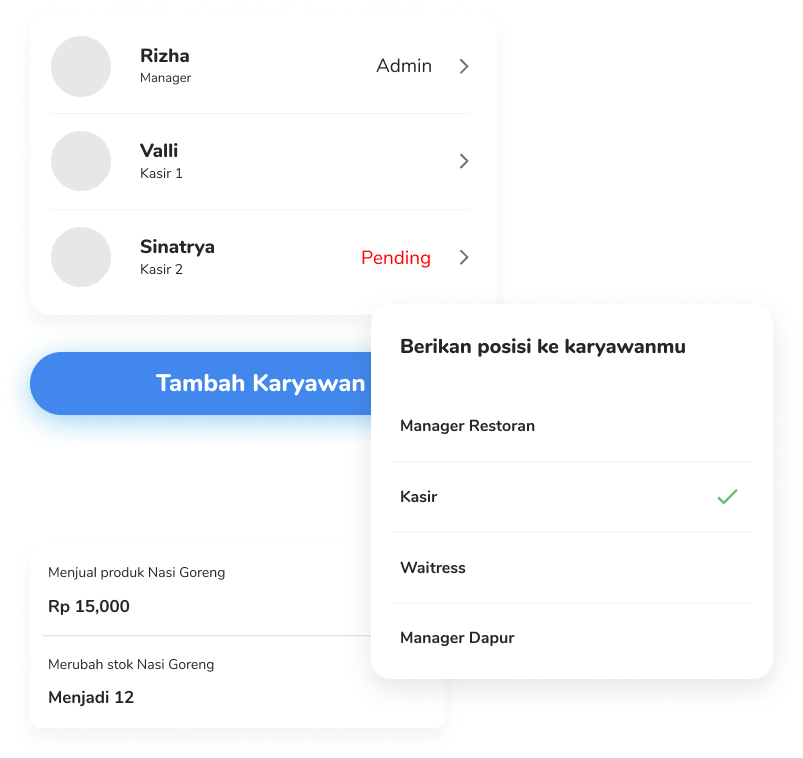 Rizha
Manager
Admin
Valli
Kasir 1
Sinatrya
Kasir 2
Pending
Tambah Karyawan
Berikan posisi ke karyawanmu
Manager Restoran
Kasir
Waitress
Manager Dapur
Menjual produk Nasi Goreng
Rp 15,000
Merubah stok Nasi Goreng
Menjadi 12